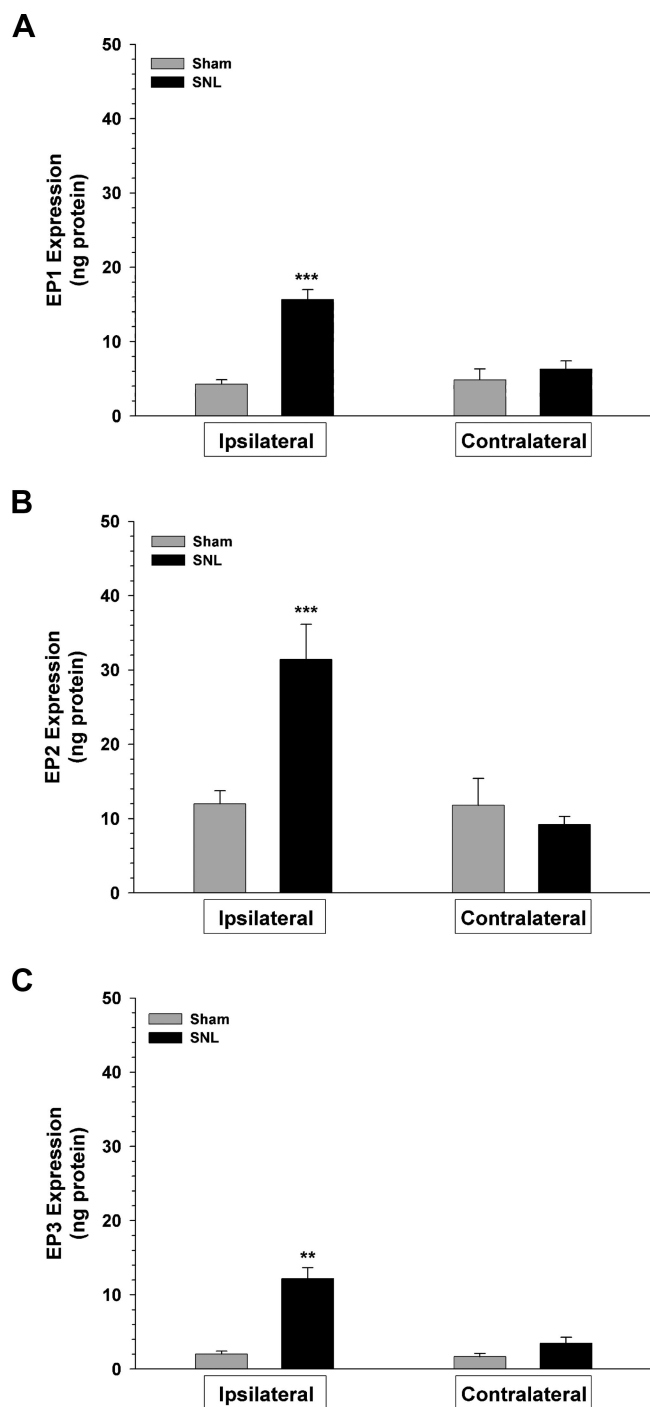 A
50
40
30
20
10
0
EP1 Expression
(ng protein)
Sham
SNL
***
Ipsilateral
Contralateral
B
50
40
30
20
10
0
EP2 Expression
(ng protein)
Sham
SNL
***
Ipsilateral
Contralateral
C
50
40
30
20
10
0
EP3 Expression
(ng protein)
Sham
SNL
**
Ipsilateral
Contralateral